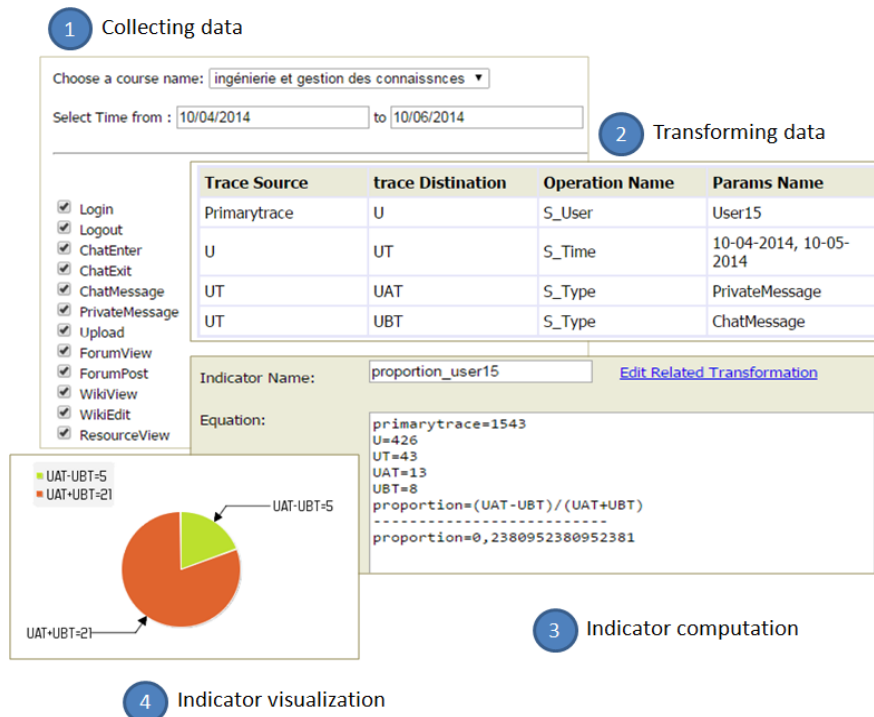 1 Collecting data
Choose a course name: ingénierie et gestion des connaissnces ▼
Select Time from : 10/04/2014 to 10/06/2014
2 Transforming data
Login
Logout
ChatEnter
ChatExit
ChatMessage
PrivateMessage
Upload
ForumView
ForumPost
WikiView
WikiEdit
ResourceView
Trace Source trace Distination Operation Name Params Name
Primarytrace U S_User User15
U UT S_Time 10-04-2014, 10-05-
2014
UT UAT S_Type PrivateMessage
UT UBT S_Type ChatMessage
Indicator Name: proportion_user15 Edit Related Transformation
Equation:
primarytrace=1543
U=426
UT=43
UAT=13
UBT=8
proportion=(UAT-UBT)/(UAT+UBT)
--------------------------
proportion=0,2380952380952381
3 Indicator computation
UAT-UBT=5
UAT+UBT=21
UAT-UBT=5
UAT+UBT=21
4 Indicator visualization